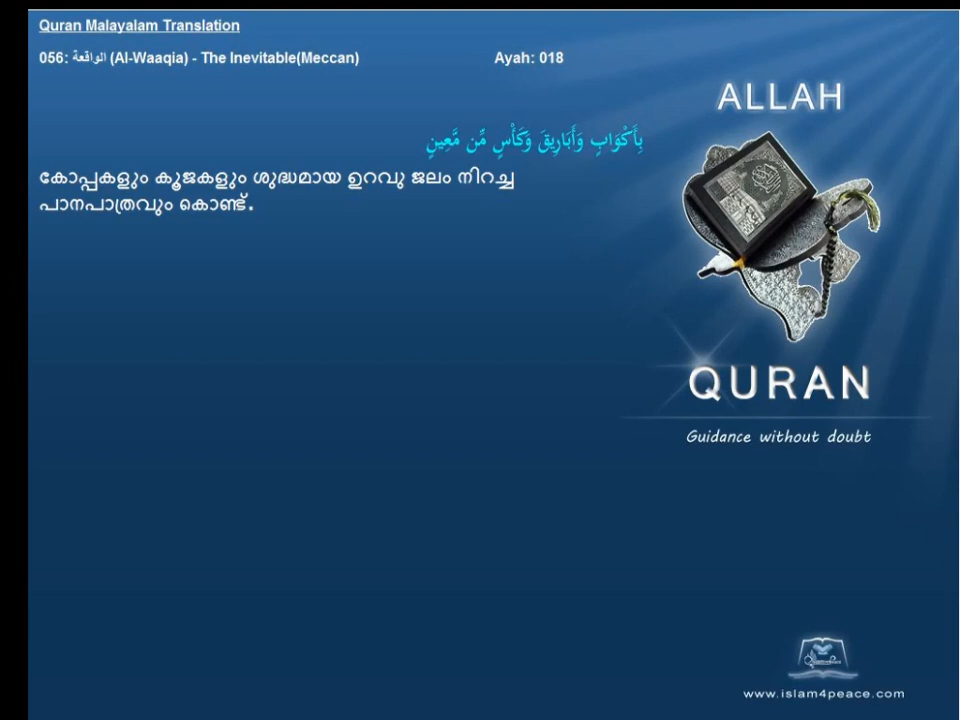 Quran Malayalam Translation
056: الواقعة (Al-Waaqia) - The Inevitable(Meccan) Ayah: 018
بِأَكْوَابٍ وَأَبَارِيقَ وَكَأْسٍ مِّن مَّعِينٍ
കോപ്പകളും കൂജകളും ശുദ്ധമായ ഉറവു ജലം നിറച്ച
പാനപാത്രവും കൊണ്ട്.
ALLAH
QURAN
Guidance without doubt
www.islam4peace.com